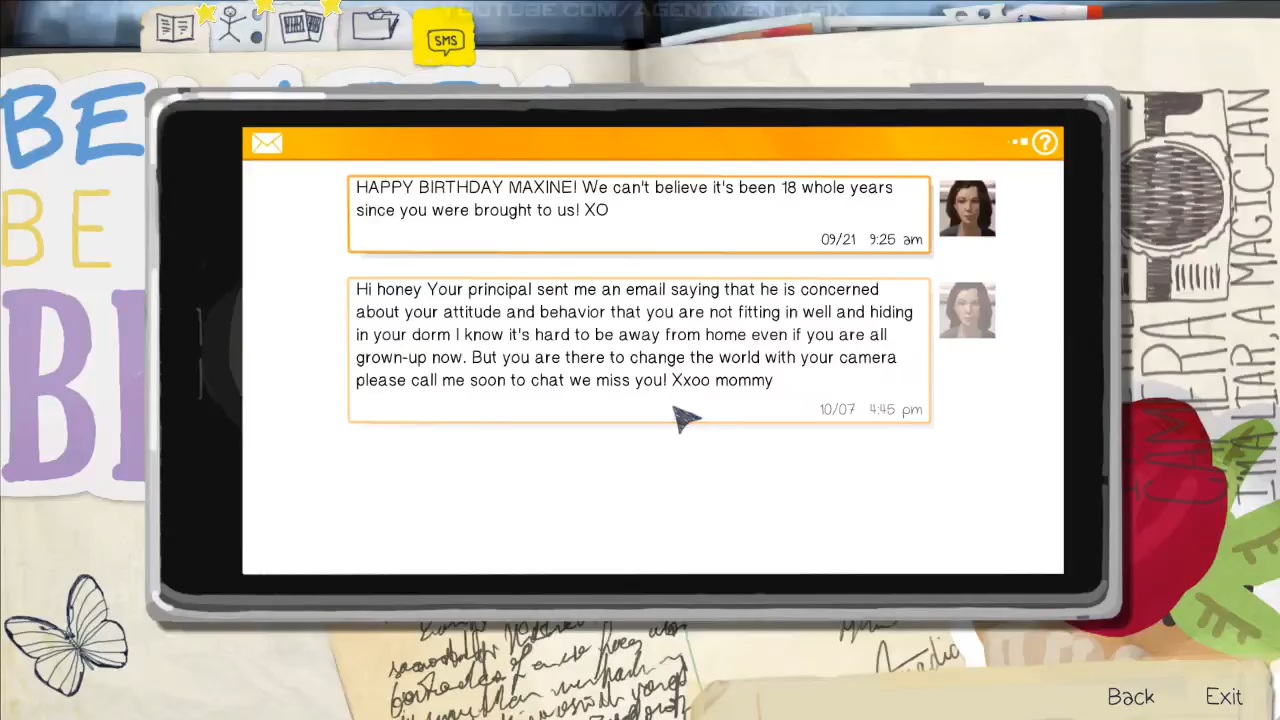 YOUTUBE.COM/AGENTWENTYSIX
SMS
HAPPY BIRTHDAY MAXINE! We can't believe it's been 18 whole years
since you were brought to us! XO
09/21 9:25 am
Hi honey Your principal sent me an email saying that he is concerned
about your attitude and behavior that you are not fitting in well and hiding
in your dorm I know it's hard to be away from home even if you are all
grown-up now. But you are there to change the world with your camera
please call me soon to chat we miss you! Xxoo mommy
10/07 4:45 pm
?
BE
BE
CAMERA
I'M A LIAR, A MAGICIAN
Back
Exit